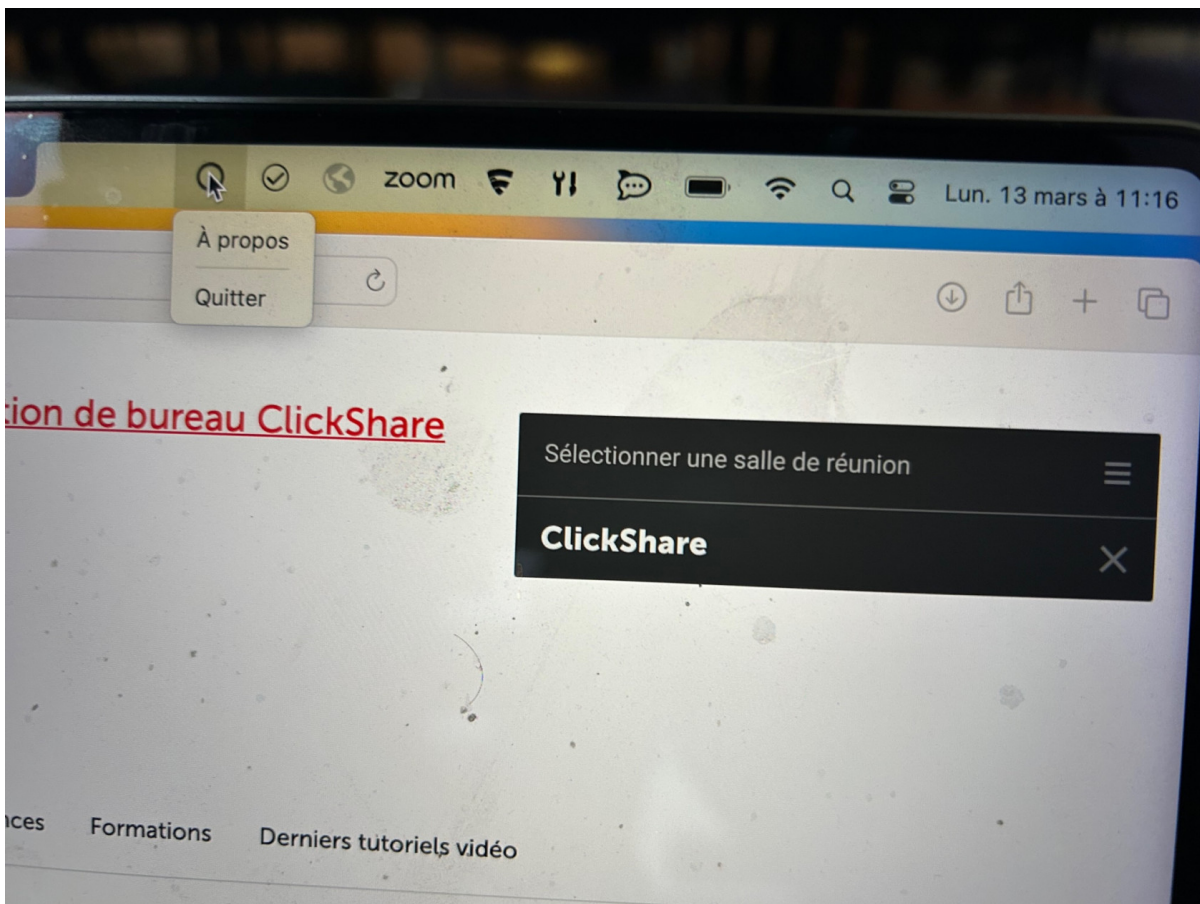 zoom
Lun. 13 mars à 11:16
À propos
Quitter
tion de bureau ClickShare
Sélectionner une salle de réunion
ClickShare
nces
Formations
Derniers tutoriels vidéo